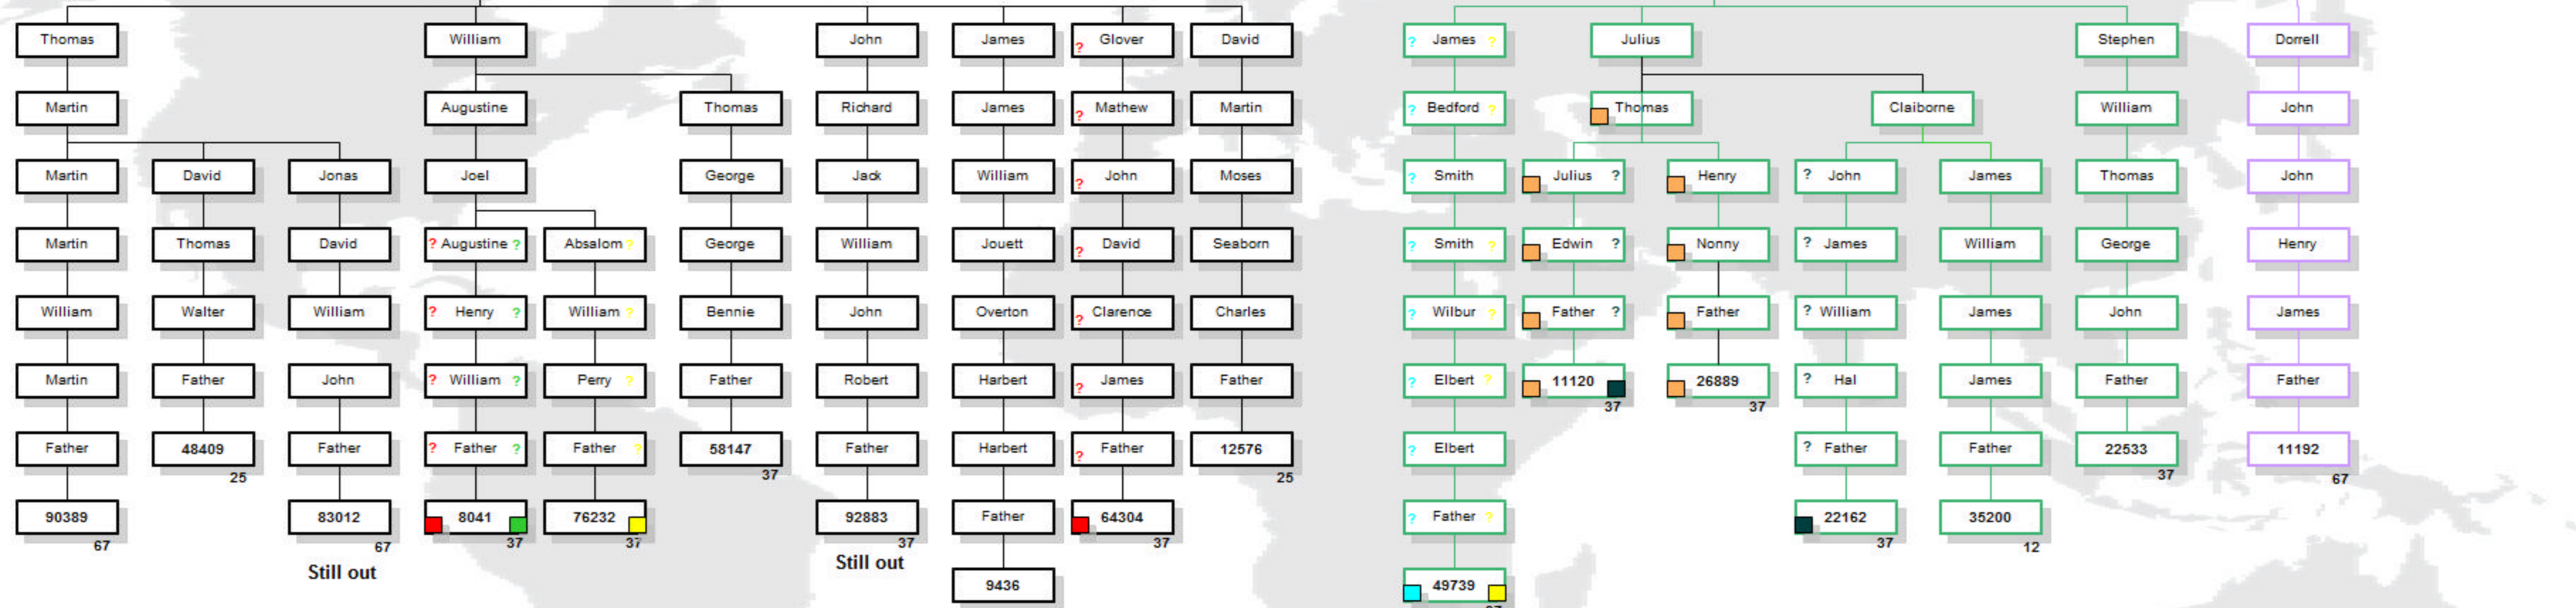 Thomas William John James ? Glover David ? James ? Julius Stephen Dorrell
Martin Augustine Thomas Richard James ? Mathew Martin ? Bedford ? Thomas Claiborne William John
Martin David Jonas Joel George Jack William ? John Moses ? Smith Julius ? Henry ? John James Thomas John
Martin Thomas David ? Augustine ? Absalom ? George William Jouett ? David Seaborn ? Smith ? Edwin ? Nonny ? James William George Henry
William Walter William ? Henry ? William ? Bennie John Overton ? Clarence Charles ? Wilbur ? Father ? Father ? William James John James
Martin Father John ? William ? Perry ? Father Robert Harbert ? James Father ? Elbert ? 11120 26889 ? Hal James Father Father
37 37
Father 48409 Father ? Father ? Father ? 58147 Father Harbert ? Father 12576 ? Elbert ? Father Father 22533 11192
25 37 25 37 67
90389 83012 8041 76232 92883 Father 64304 ? Father ? 22162 35200
67 67 37 37 37 37 37 12
Still out Still out
9436 49739